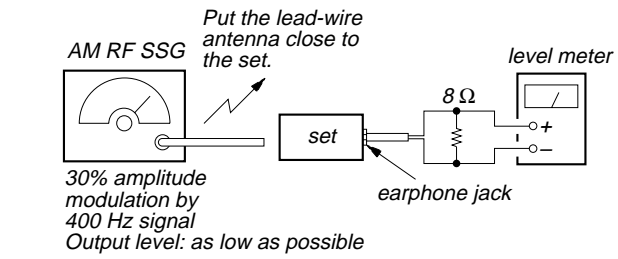 Put the lead-wire
antenna close to
the set.
AM RF SSG
level meter
8 Ω
set
+
–
earphone jack
30% amplitude
modulation by
400 Hz signal
Output level: as low as possible